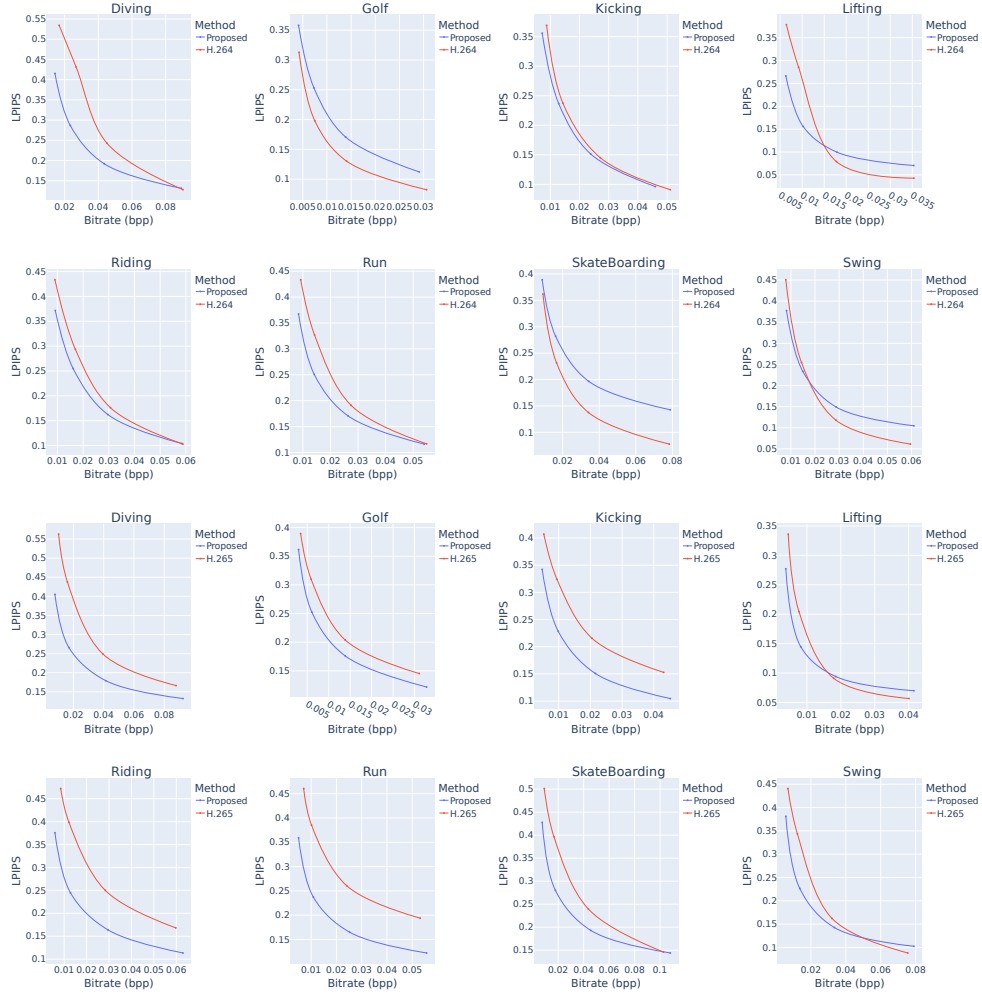 Diving
Method
Proposed
H.264
LPIPS
0.55
0.5
0.45
0.4
0.35
0.3
0.25
0.2
0.15
0.02 0.04 0.06 0.08
Bitrate (bpp)
Golf
Method
Proposed
H.264
LPIPS
0.35
0.3
0.25
0.2
0.15
0.1
0.005 0.01 0.015 0.02 0.025 0.03
Bitrate (bpp)
Kicking
Method
Proposed
H.264
LPIPS
0.35
0.3
0.25
0.2
0.15
0.1
0.01 0.02 0.03 0.04 0.05
Bitrate (bpp)
Lifting
Method
Proposed
H.264
LPIPS
0.35
0.3
0.25
0.2
0.15
0.1
0.05
0.005 0.01 0.015 0.02 0.025 0.03 0.035
Bitrate (bpp)
Riding
Method
Proposed
H.264
LPIPS
0.45
0.4
0.35
0.3
0.25
0.2
0.15
0.1
0.01 0.02 0.03 0.04 0.05 0.06
Bitrate (bpp)
Run
Method
Proposed
H.264
LPIPS
0.45
0.4
0.35
0.3
0.25
0.2
0.15
0.1
0.01 0.02 0.03 0.04 0.05
Bitrate (bpp)
SkateBoarding
Method
Proposed
H.264
LPIPS
0.4
0.35
0.3
0.25
0.2
0.15
0.1
0.02 0.04 0.06 0.08
Bitrate (bpp)
Swing
Method
Proposed
H.264
LPIPS
0.45
0.4
0.35
0.3
0.25
0.2
0.15
0.1
0.05
0.01 0.02 0.03 0.04 0.05 0.06
Bitrate (bpp)
Diving
Method
Proposed
H.265
LPIPS
0.55
0.5
0.45
0.4
0.35
0.3
0.25
0.2
0.15
0.02 0.04 0.06 0.08
Bitrate (bpp)
Golf
Method
Proposed
H.265
LPIPS
0.4
0.35
0.3
0.25
0.2
0.15
0.005 0.01 0.015 0.02 0.025 0.03
Bitrate (bpp)
Kicking
Method
Proposed
H.265
LPIPS
0.4
0.35
0.3
0.25
0.2
0.15
0.1
0.01 0.02 0.03 0.04
Bitrate (bpp)
Lifting
Method
Proposed
H.265
LPIPS
0.35
0.3
0.25
0.2
0.15
0.1
0.05
0.01 0.02 0.03 0.04
Bitrate (bpp)
Riding
Method
Proposed
H.265
LPIPS
0.45
0.4
0.35
0.3
0.25
0.2
0.15
0.1
0.01 0.02 0.03 0.04 0.05 0.06
Bitrate (bpp)
Run
Method
Proposed
H.265
LPIPS
0.45
0.4
0.35
0.3
0.25
0.2
0.15
0.01 0.02 0.03 0.04 0.05
Bitrate (bpp)
SkateBoarding
Method
Proposed
H.265
LPIPS
0.5
0.45
0.4
0.35
0.3
0.25
0.2
0.15
0.02 0.04 0.06 0.08 0.1
Bitrate (bpp)
Swing
Method
Proposed
H.265
LPIPS
0.45
0.4
0.35
0.3
0.25
0.2
0.15
0.1
0.02 0.04 0.06 0.08
Bitrate (bpp)